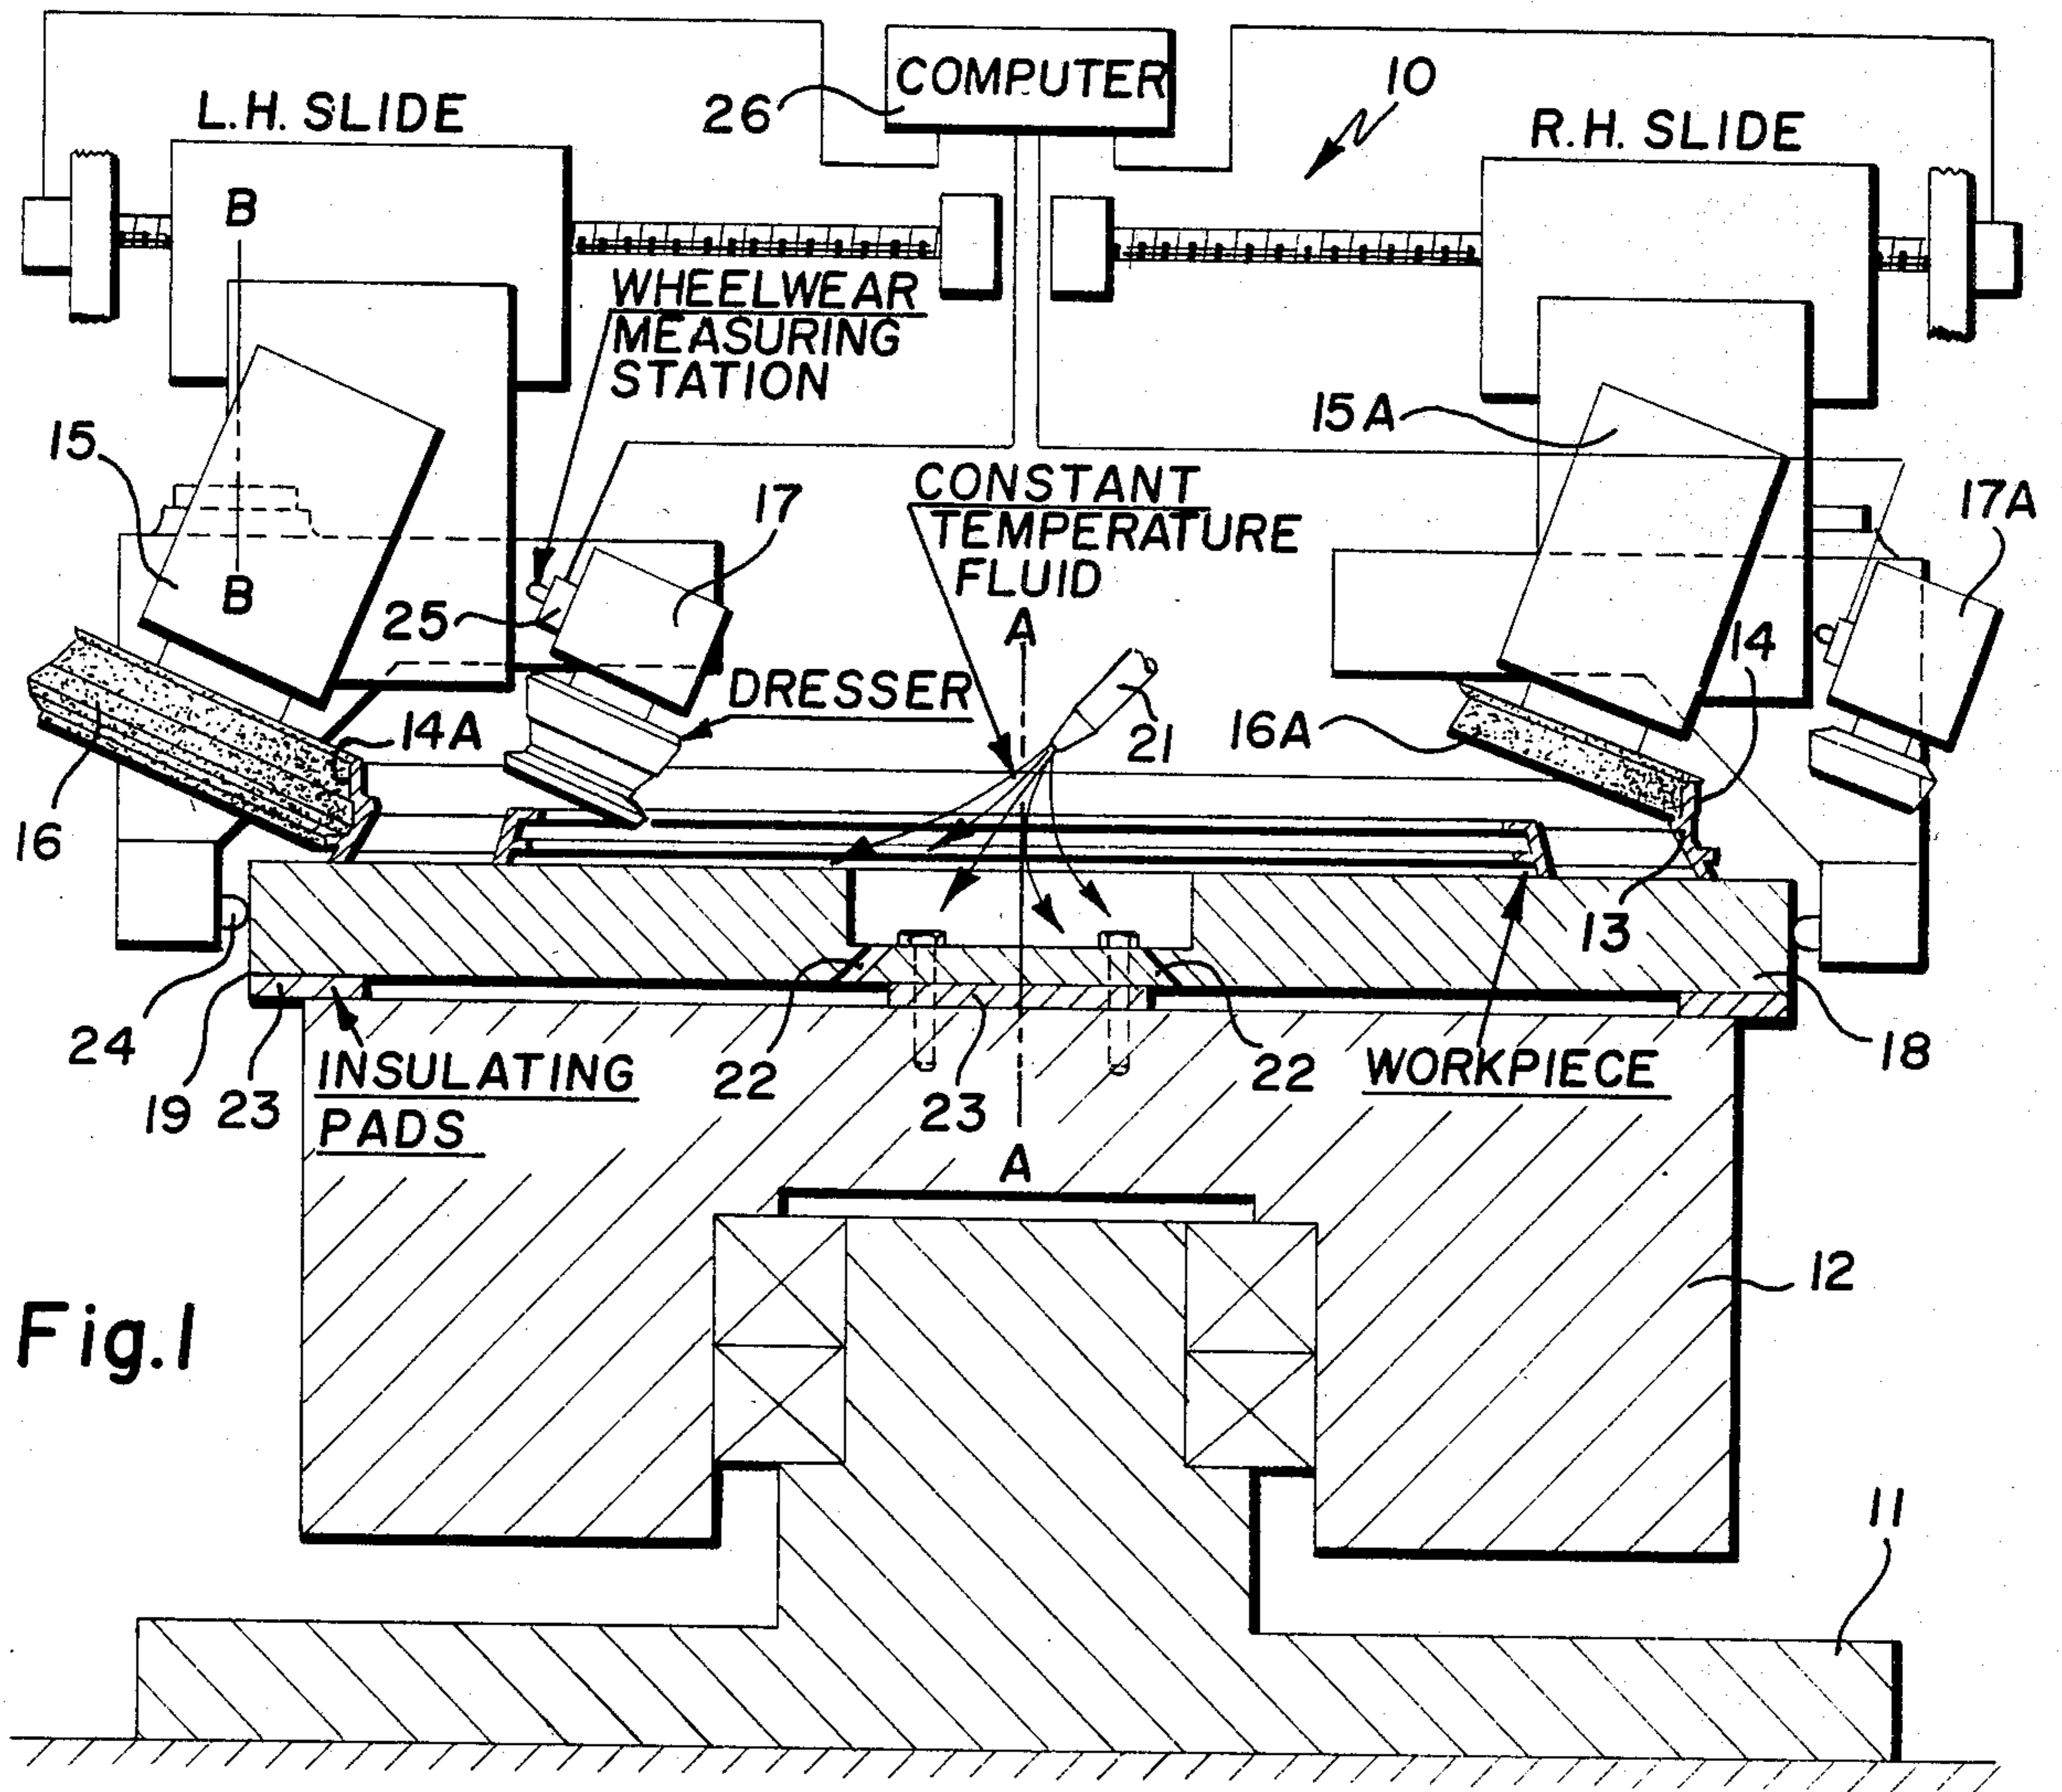 COMPUTER
26
10
L.H. SLIDE
R.H. SLIDE
B
WHEELWEAR
MEASURING
STATION
15A
15
CONSTANT
TEMPERATURE
FLUID
17
17A
B
25
A
14
DRESSER
14A
21
16A
16
13
24
19
23
INSULATING
PADS
22
23
22
WORKPIECE
18
A
12
Fig.1
11